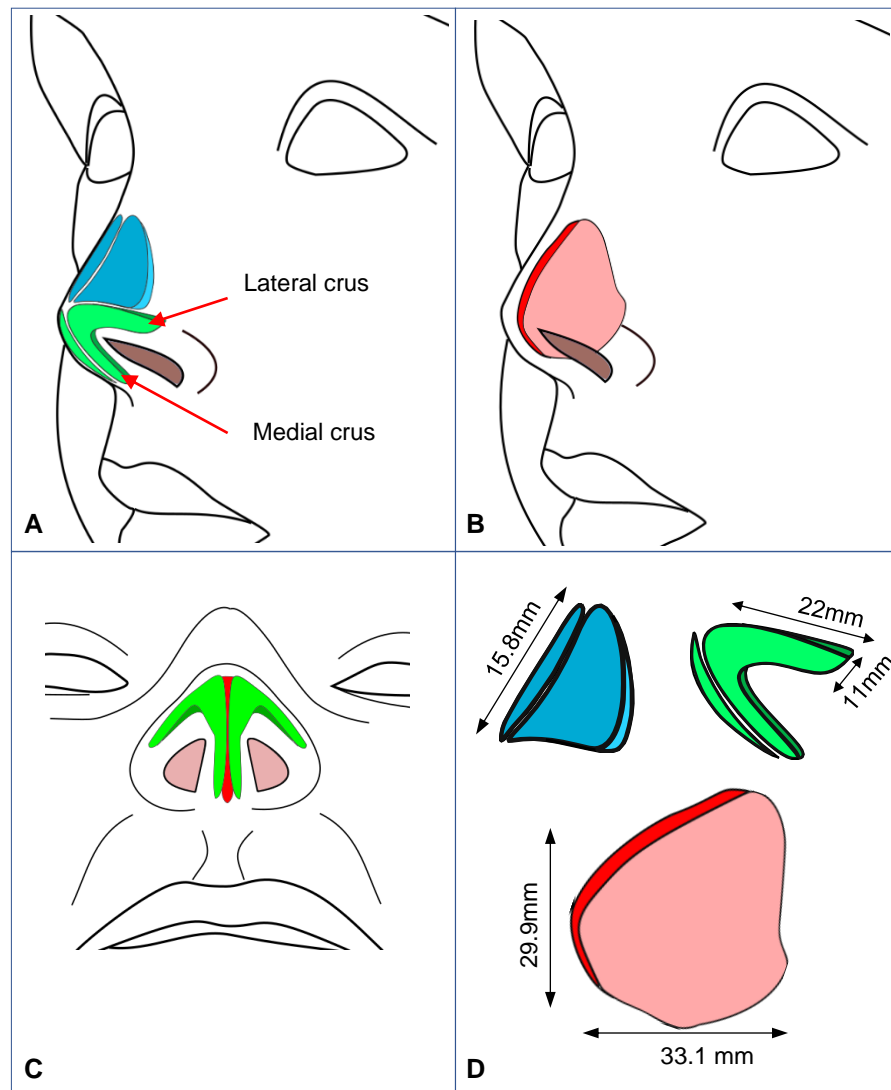 Lateral crus
Medial crus
A
B
C
15.8mm
22mm
11mm
29.9mm
33.1 mm
D